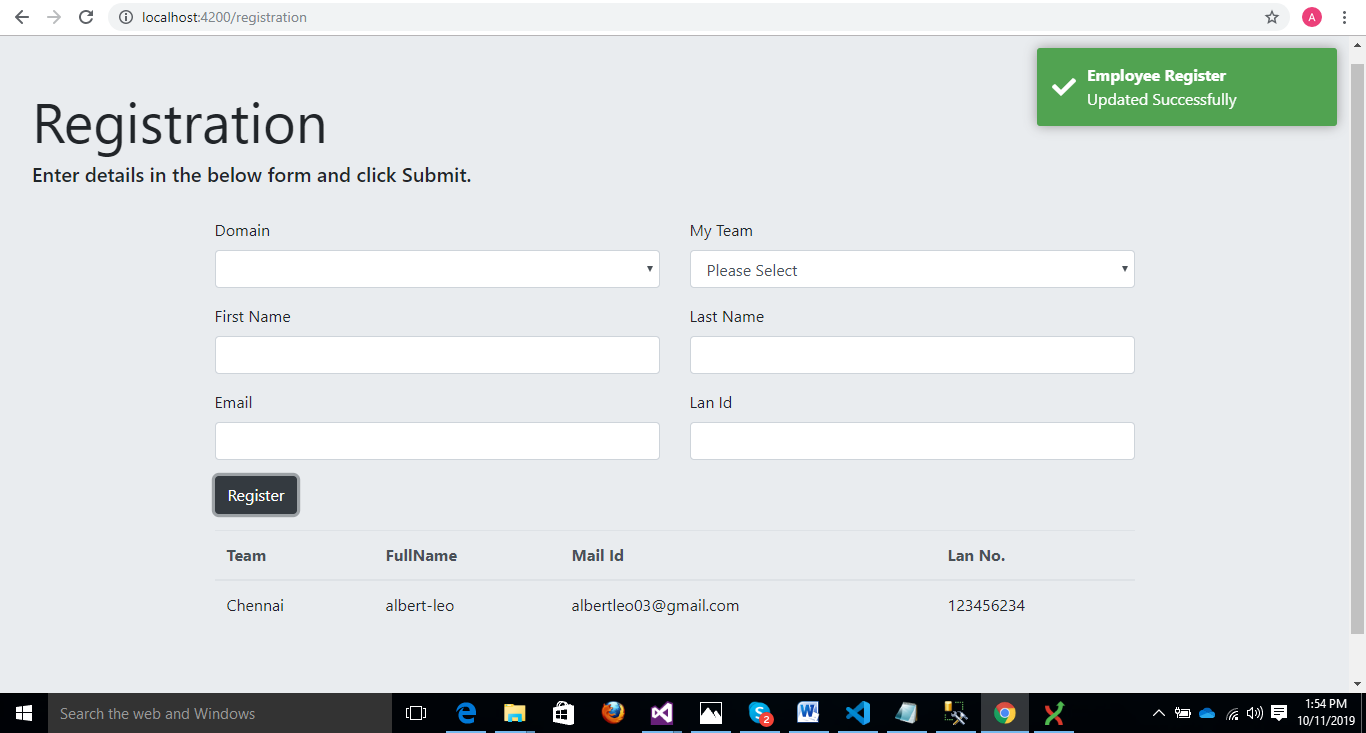 localhost:4200/registration
A
Employee Register
Updated Successfully
Registration
Enter details in the below form and click Submit.
Domain My Team
Please Select
First Name Last Name
Email Lan Id
Register
Team FullName Mail Id Lan No.
Chennai albert-leo albertleo03@gmail.com 123456234
Search the web and Windows
2
1:54 PM
10/11/2019